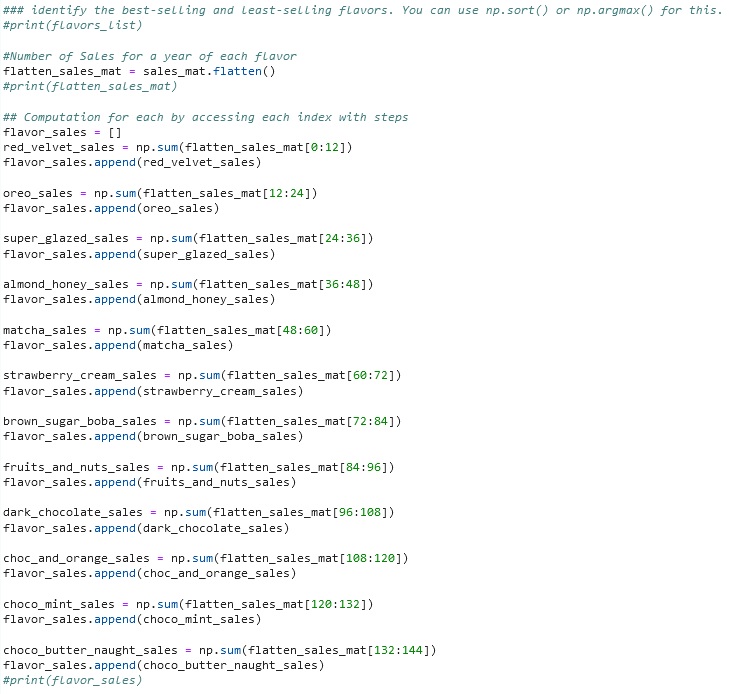 ### identify the best-selling and least-selling flavors. You can use np.sort() or np.argmax() for this.
#print(flavors_list)
#Number of Sales for a year of each flavor
flatten_sales_mat = sales_mat.flatten()
#print(flatten_sales_mat)
## Computation for each by accessing each index with steps
flavor_sales = []
red_velvet_sales = np.sum(flatten_sales_mat[0:12])
flavor_sales.append(red_velvet_sales)
oreo_sales = np.sum(flatten_sales_mat[12:24])
flavor_sales.append(oreo_sales)
super_glazed_sales = np.sum(flatten_sales_mat[24:36])
flavor_sales.append(super_glazed_sales)
almond_honey_sales = np.sum(flatten_sales_mat[36:48])
flavor_sales.append(almond_honey_sales)
matcha_sales = np.sum(flatten_sales_mat[48:60])
flavor_sales.append(matcha_sales)
strawberry_cream_sales = np.sum(flatten_sales_mat[60:72])
flavor_sales.append(strawberry_cream_sales)
brown_sugar_boba_sales = np.sum(flatten_sales_mat[72:84])
flavor_sales.append(brown_sugar_boba_sales)
fruits_and_nuts_sales = np.sum(flatten_sales_mat[84:96])
flavor_sales.append(fruits_and_nuts_sales)
dark_chocolate_sales = np.sum(flatten_sales_mat[96:108])
flavor_sales.append(dark_chocolate_sales)
choc_and_orange_sales = np.sum(flatten_sales_mat[108:120])
flavor_sales.append(choc_and_orange_sales)
choco_mint_sales = np.sum(flatten_sales_mat[120:132])
flavor_sales.append(choco_mint_sales)
choco_butter_naught_sales = np.sum(flatten_sales_mat[132:144])
flavor_sales.append(choco_butter_naught_sales)
#print(flavor_sales)